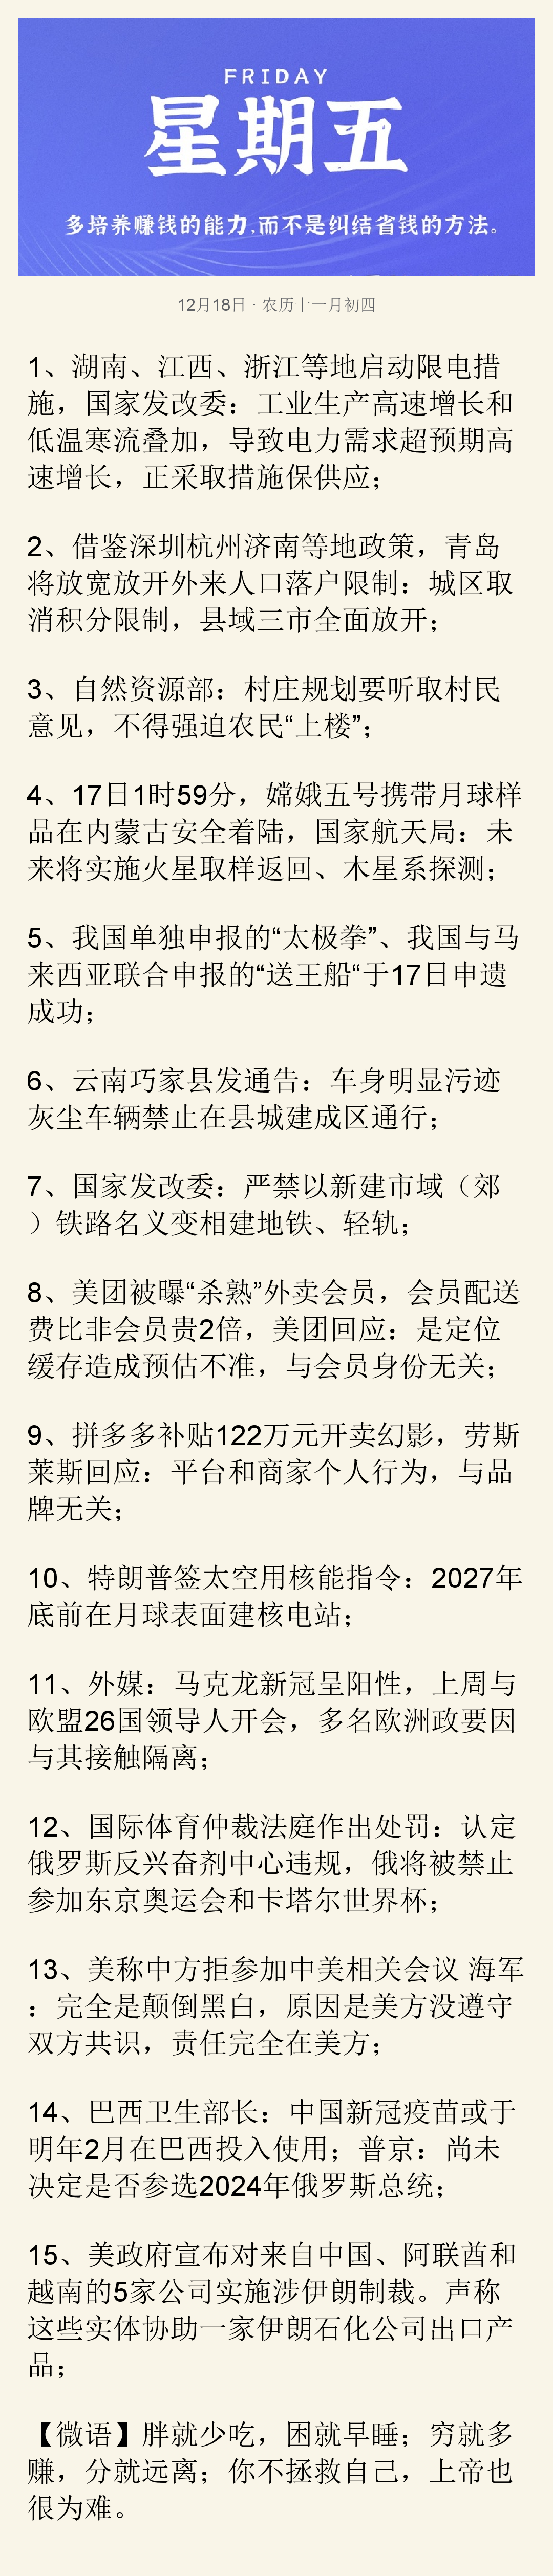 FRIDAY
星期五
多培养赚钱的能力,而不是纠结省钱的方法。
12月18日 · 农历十一月初四
1、湖南、江西、浙江等地启动限电措
施，国家发改委：工业生产高速增长和
低温寒流叠加，导致电力需求超预期高
速增长，正采取措施保供应；
2、借鉴深圳杭州济南等地政策，青岛
将放宽放开外来人口落户限制：城区取
消积分限制，县域三市全面放开；
3、自然资源部：村庄规划要听取村民
意见，不得强迫农民“上楼”；
4、17日1时59分，嫦娥五号携带月球样
品在内蒙古安全着陆，国家航天局：未
来将实施火星取样返回、木星系探测；
5、我国单独申报的“太极拳”、我国与马
来西亚联合申报的“送王船“于17日申遗
成功；
6、云南巧家县发通告：车身明显污迹
灰尘车辆禁止在县城建成区通行；
7、国家发改委：严禁以新建市域（郊
）铁路名义变相建地铁、轻轨；
8、美团被曝“杀熟”外卖会员，会员配送
费比非会员贵2倍，美团回应：是定位
缓存造成预估不准，与会员身份无关；
9、拼多多补贴122万元开卖幻影，劳斯
莱斯回应：平台和商家个人行为，与品
牌无关；
10、特朗普签太空用核能指令：2027年
底前在月球表面建核电站；
11、外媒：马克龙新冠呈阳性，上周与
欧盟26国领导人开会，多名欧洲政要因
与其接触隔离；
12、国际体育仲裁法庭作出处罚：认定
俄罗斯反兴奋剂中心违规，俄将被禁止
参加东京奥运会和卡塔尔世界杯；
13、美称中方拒参加中美相关会议 海军
：完全是颠倒黑白，原因是美方没遵守
双方共识，责任完全在美方；
14、巴西卫生部长：中国新冠疫苗或于
明年2月在巴西投入使用；普京：尚未
决定是否参选2024年俄罗斯总统；
15、美政府宣布对来自中国、阿联酋和
越南的5家公司实施涉伊朗制裁。声称
这些实体协助一家伊朗石化公司出口产
品；
【微语】胖就少吃，困就早睡；穷就多
赚，分就远离；你不拯救自己，上帝也
很为难。